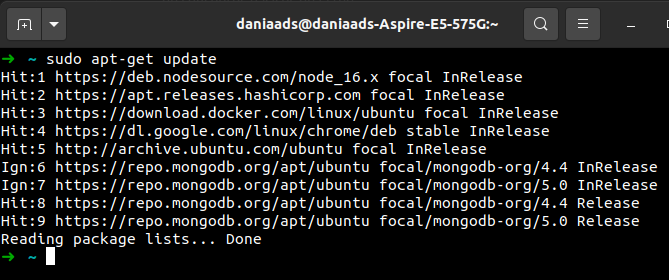 daniaads@daniaads-Aspire-E5-575G:~
➜ ~ sudo apt-get update
Hit:1 https://deb.nodesource.com/node_16.x focal InRelease
Hit:2 https://apt.releases.hashicorp.com focal InRelease
Hit:3 https://download.docker.com/linux/ubuntu focal InRelease
Hit:4 https://dl.google.com/linux/chrome/deb stable InRelease
Hit:5 http://archive.ubuntu.com/ubuntu focal InRelease
Ign:6 https://repo.mongodb.org/apt/ubuntu focal/mongodb-org/4.4 InRelease
Ign:7 https://repo.mongodb.org/apt/ubuntu focal/mongodb-org/5.0 InRelease
Hit:8 https://repo.mongodb.org/apt/ubuntu focal/mongodb-org/4.4 Release
Hit:9 https://repo.mongodb.org/apt/ubuntu focal/mongodb-org/5.0 Release
Reading package lists... Done
➜ ~